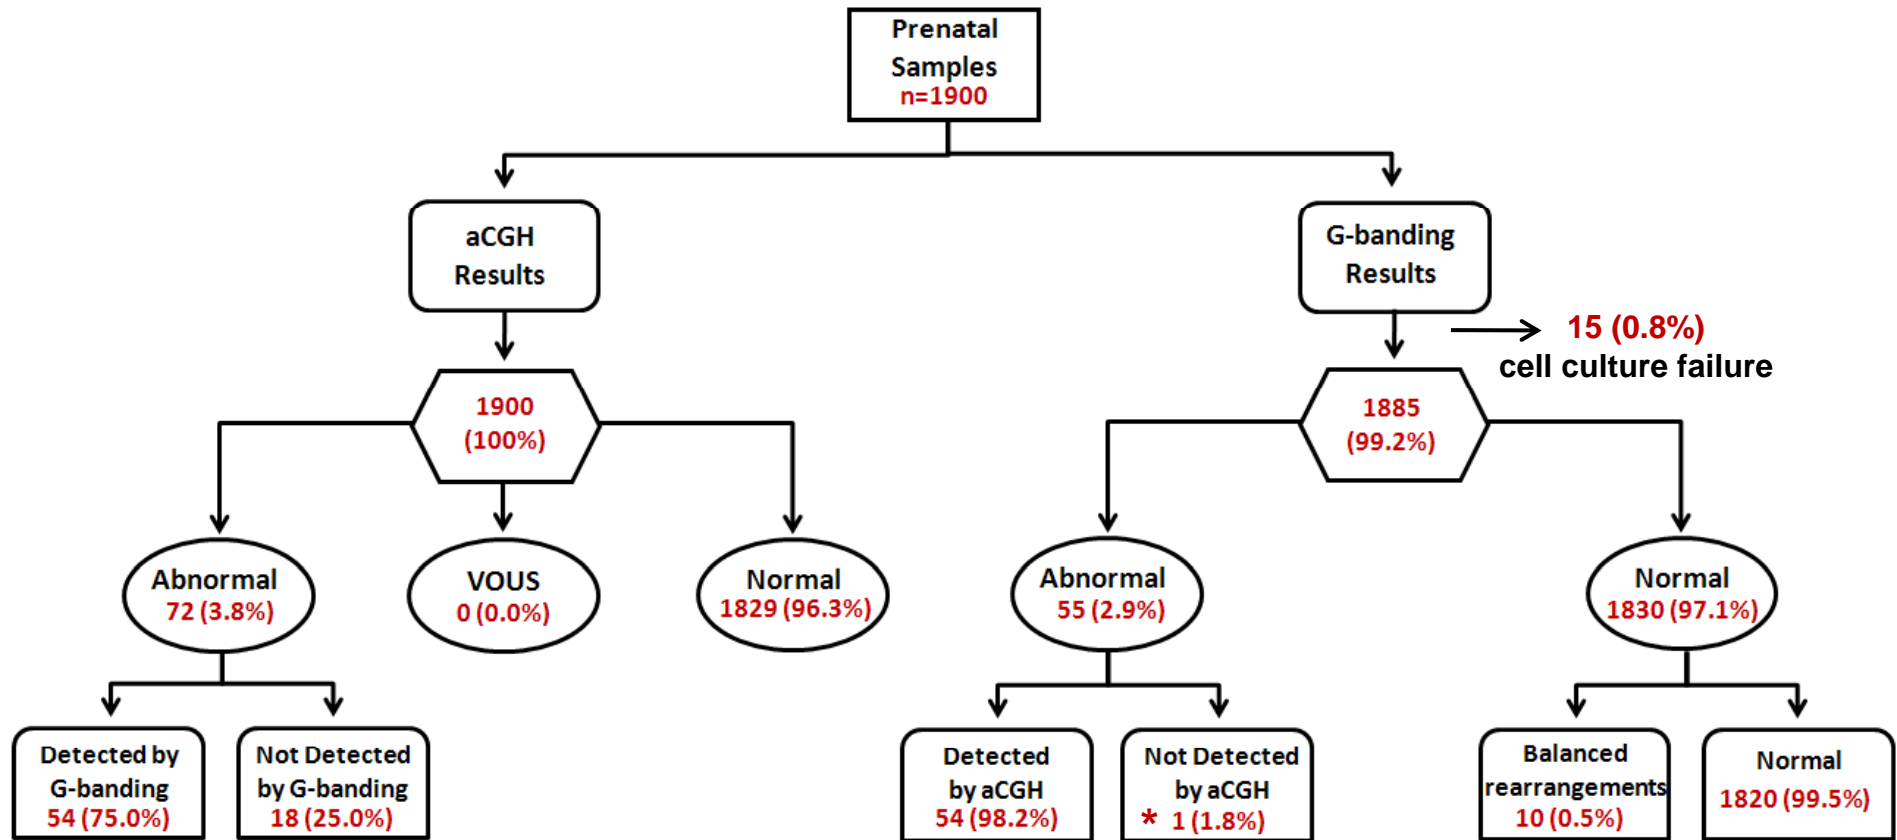 Prenatal
Samples
n=1900
aCGH
Results
G-banding
Results
15 (0.8%)
cell culture failure
1900
(100%)
1885
(99.2%)
Abnormal
72 (3.8%)
VOUS
0 (0.0%)
Normal
1829 (96.3%)
Abnormal
55 (2.9%)
Normal
1830 (97.1%)
Detected by
G-banding
54 (75.0%)
Not Detected
by G-banding
18 (25.0%)
Detected
by aCGH
54 (98.2%)
Not Detected
by aCGH
* 1 (1.8%)
Balanced
rearrangements
10 (0.5%)
Normal
1820 (99.5%)